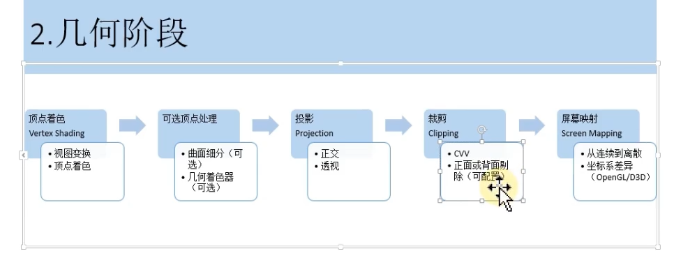 2.几何阶段
顶点着色
Vertex Shading
• 视图变换
• 顶点着色
可选顶点处理
• 曲面细分（可
选）
• 几何着色器
（可选）
投影
Projection
• 正交
• 透视
裁剪
Clipping
• CVV
• 正面或背面剔
除（可配置）
屏幕映射
Screen Mapping
• 从连续到离散
• 坐标系差异
（OpenGL/D3D）